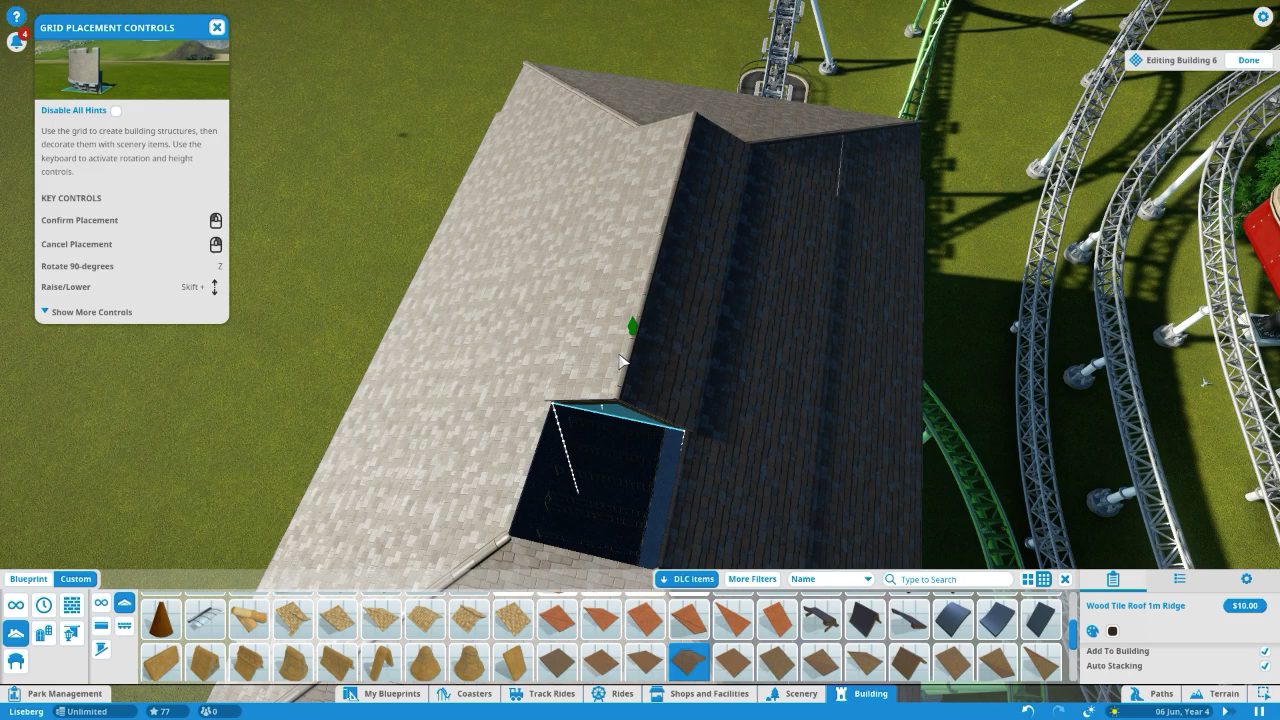 ?
4
GRID PLACEMENT CONTROLS
Disable All Hints
Use the grid to create building structures, then
decorate them with scenery items. Use the
keyboard to activate rotation and height
controls.
KEY CONTROLS
Confirm Placement
Cancel Placement
Rotate 90-degrees Z
Raise/Lower Skift +
Show More Controls
Editing Building 6 Done
Blueprint Custom DLC items More Filters Name Type to Search
Wood Tile Roof 1m Ridge $10.00
Add To Building
Auto Stacking
Park Management My Blueprints Coasters Track Rides Rides Shops and Facilities Scenery Building Paths Terrain
Liseberg Unlimited 77 0 06 Jun, Year 4